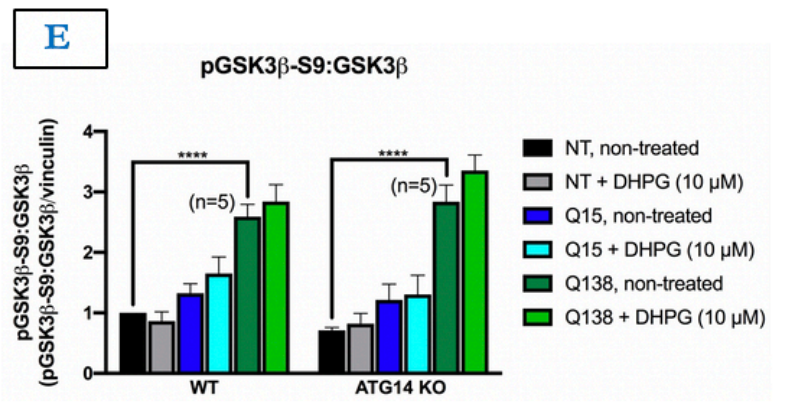 E
pGSK3β-S9:GSK3β
pGSK3β-S9:GSK3β
(pGSK3β-S9:GSK3β/vinculin)
4
3
2
1
0
****
(n=5)
****
(n=5)
WT
ATG14 KO
NT, non-treated
NT + DHPG (10 µM)
Q15, non-treated
Q15 + DHPG (10 µM)
Q138, non-treated
Q138 + DHPG (10 µM)